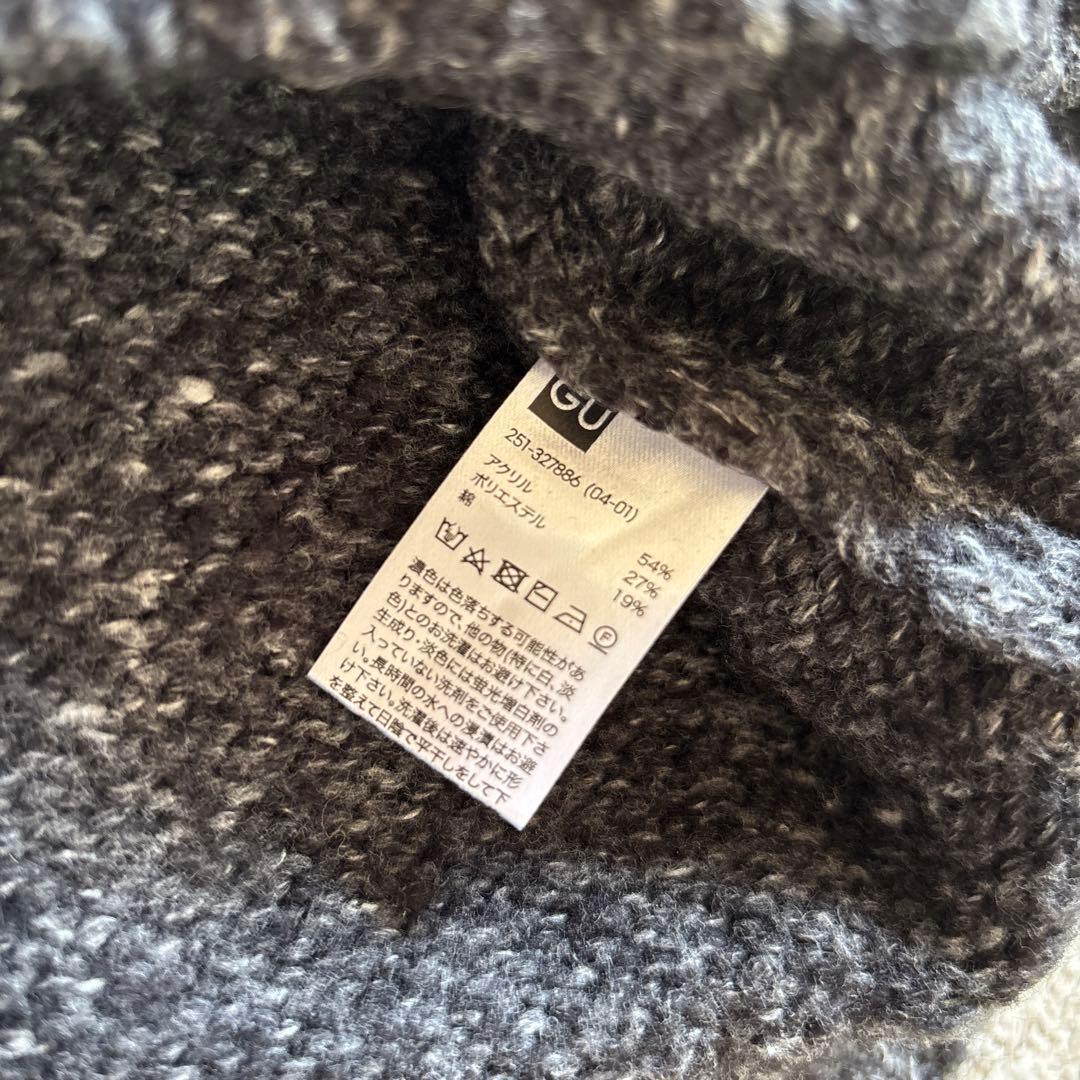 GU
251-327886 (04-01)
アクリル 54%
ポリエステル 27%
綿 19%
F
濃色は色落ちする可能性があ
りますので、他の物(特に白、淡
色)とのお洗濯はお避け下さい。
生成り・淡色には蛍光増白剤の
入っていない洗剤をご使用下さ
い。長時間の水への浸漬はお避
け下さい。洗濯後は速やかに形
を整えて日陰で平干しをして下